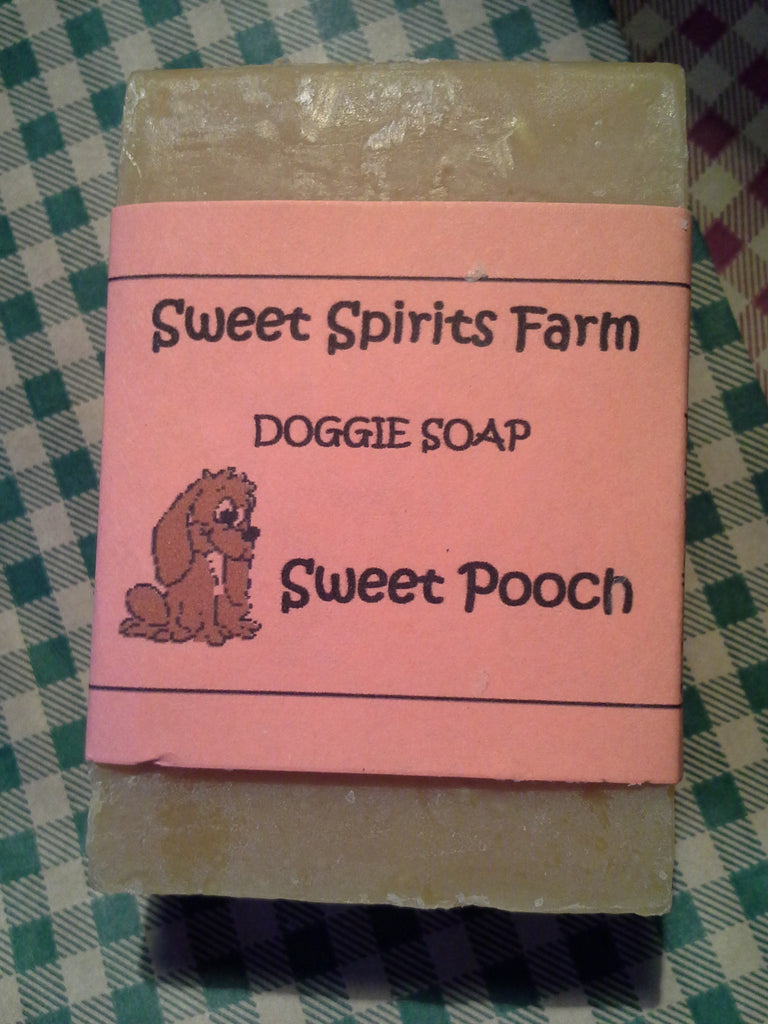 Sweet Spirits Farm
DOGGIE SOAP
Sweet Pooch